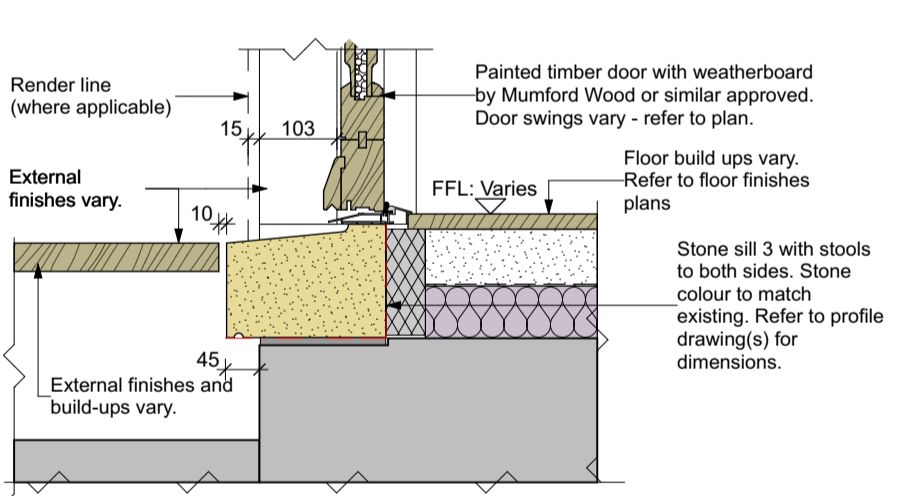 Render line
(where applicable)
15
103
Painted timber door with weatherboard
by Mumford Wood or similar approved.
Door swings vary - refer to plan.
External
finishes vary.
10
FFL: Varies
Floor build ups vary.
Refer to floor finishes
plans
Stone sill 3 with stools
to both sides. Stone
colour to match
existing. Refer to profile
drawing(s) for
dimensions.
45
External finishes and
build-ups vary.